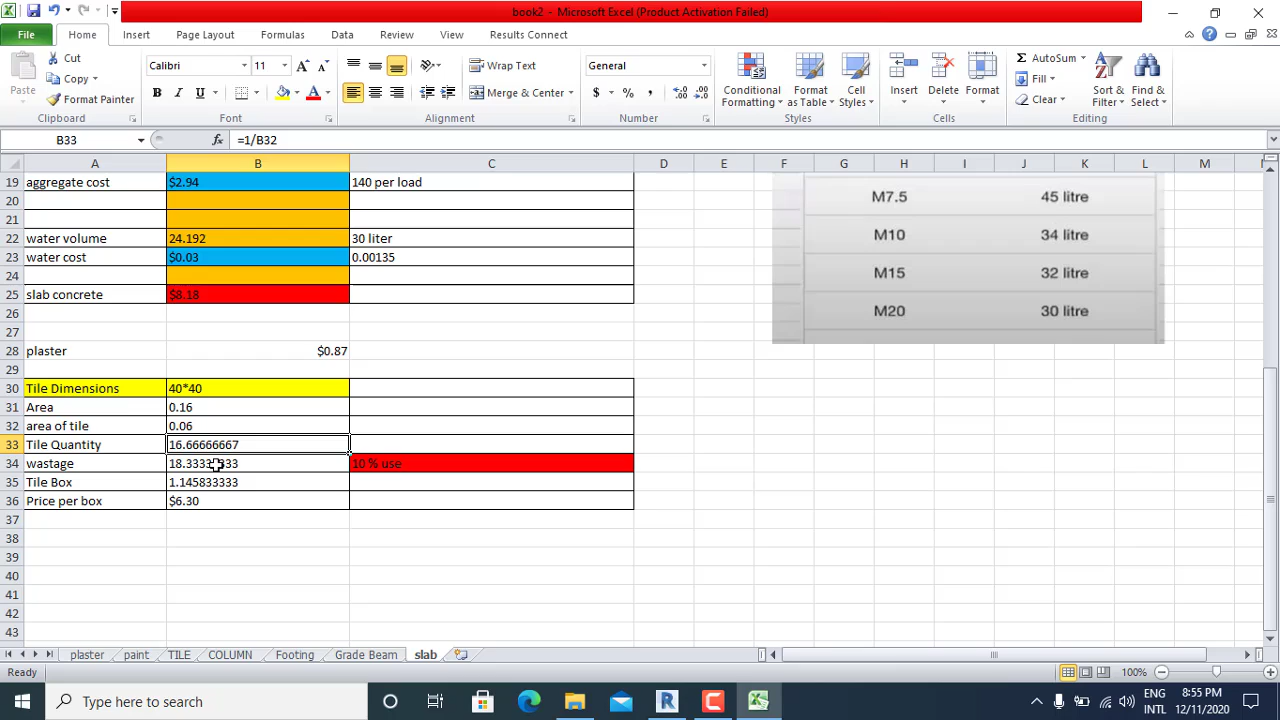 book2 - Microsoft Excel (Product Activation Failed)
File Home Insert Page Layout Formulas Data Review View Results Connect
Paste Cut Copy Format Painter Clipboard
Calibri 11 B I U A A A Font
Wrap Text Merge & Center Alignment
General $ % , Number
Conditional Formatting Format as Table Cell Styles Styles
Insert Delete Format Cells
Σ AutoSum Fill Clear Sort & Filter Find & Select Editing
B33 fx =1/B32
A B C D E F G H I J K L M
19 aggregate cost $2.94 140 per load
20
21
22 water volume 24.192 30 liter
23 water cost $0.03 0.00135
24
25 slab concrete $8.18
26
27
28 plaster $0.87
29
30 Tile Dimensions 40*40
31 Area 0.16
32 area of tile 0.06
33 Tile Quantity 16.66666667
34 wastage 18.33333333 10 % use
35 Tile Box 1.145833333
36 Price per box $6.30
37
38
39
40
41
42
43
M7.5 45 litre
M10 34 litre
M15 32 litre
M20 30 litre
plaster paint TILE COLUMN Footing Grade Beam slab
Ready 100%
Type here to search
ENG
INTL
8:55 PM
12/11/2020